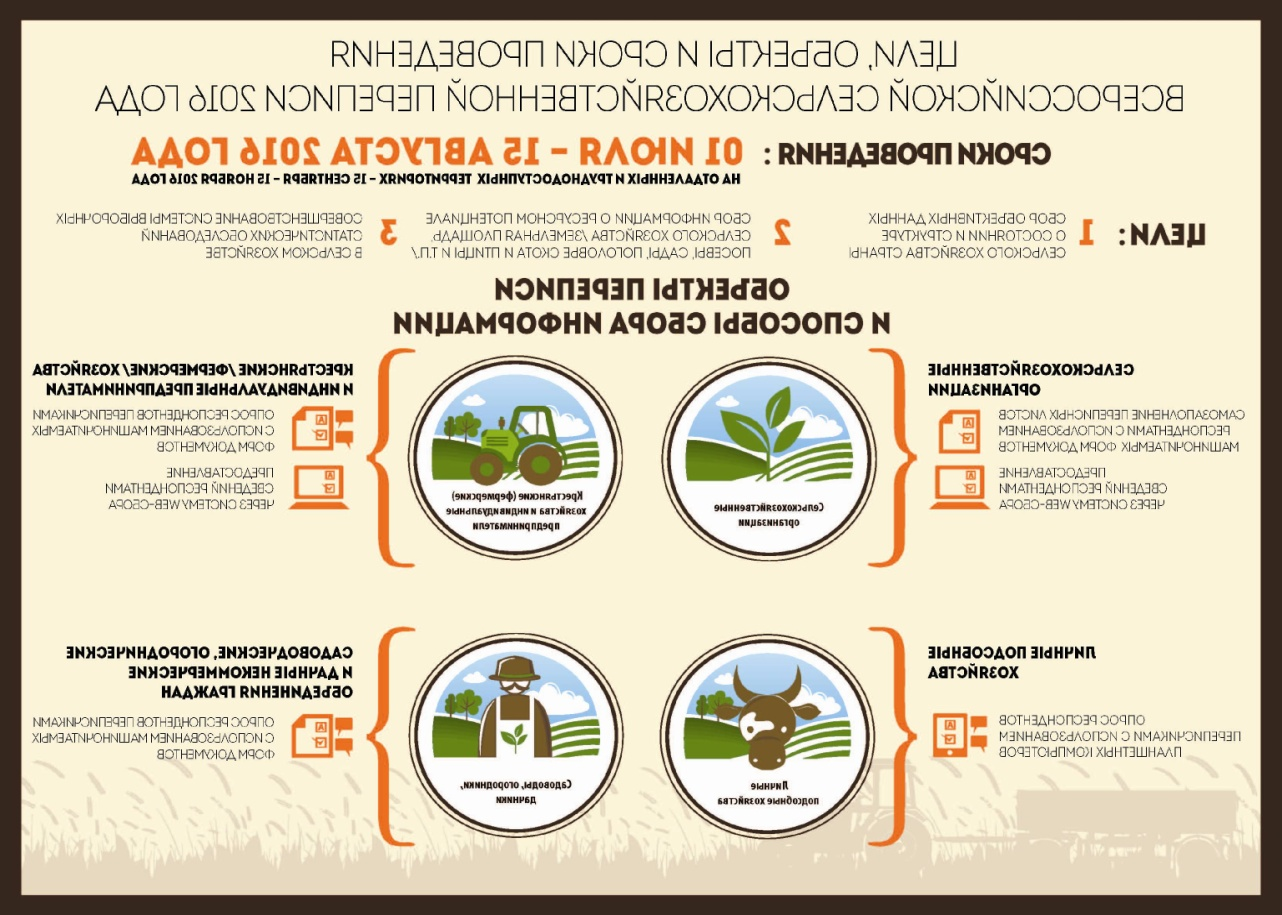 ЦЕЛИ, ОБЪЕКТЫ И СРОКИ ПРОВЕДЕНИЯ
ВСЕРОССИЙСКОЙ СЕЛЬСКОХОЗЯЙСТВЕННОЙ ПЕРЕПИСИ 2016 ГОДА
СРОКИ ПРОВЕДЕНИЯ: 01 ИЮЛЯ – 15 АВГУСТА 2016 ГОДА
НА ОТДАЛЕННЫХ И ТРУДНОДОСТУПНЫХ ТЕРРИТОРИЯХ – 15 СЕНТЯБРЯ – 15 НОЯБРЯ 2016 ГОДА
ЦЕЛИ:
1
СБОР ОБЪЕКТИВНЫХ ДАННЫХ
О СОСТОЯНИИ И СТРУКТУРЕ
СЕЛЬСКОГО ХОЗЯЙСТВА СТРАНЫ
2
СБОР ИНФОРМАЦИИ О РЕСУРСНОМ ПОТЕНЦИАЛЕ
СЕЛЬСКОГО ХОЗЯЙСТВА /ЗЕМЕЛЬНАЯ ПЛОЩАДЬ,
ПОСЕВЫ, САДЫ, ПОГОЛОВЬЕ СКОТА И ПТИЦЫ И Т.П./
3
СОВЕРШЕНСТВОВАНИЕ СИСТЕМЫ ВЫБОРОЧНЫХ
СТАТИСТИЧЕСКИХ ОБСЛЕДОВАНИЙ
В СЕЛЬСКОМ ХОЗЯЙСТВЕ
ОБЪЕКТЫ ПЕРЕПИСИ
И СПОСОБЫ СБОРА ИНФОРМАЦИИ
СЕЛЬСКОХОЗЯЙСТВЕННЫЕ
ОРГАНИЗАЦИИ
САМОЗАПОЛНЕНИЕ ПЕРЕПИСНЫХ ЛИСТОВ
РЕСПОНДЕНТАМИ С ИСПОЛЬЗОВАНИЕМ
МАШИНОЧИТАЕМЫХ ФОРМ ДОКУМЕНТОВ
ПРЕДОСТАВЛЕНИЕ
СВЕДЕНИЙ РЕСПОНДЕНТАМИ
ЧЕРЕЗ СИСТЕМУ WEB-СБОРА
Сельскохозяйственные
организации
Крестьянские (фермерские)
хозяйства и индивидуальные
предприниматели
КРЕСТЬЯНСКИЕ /ФЕРМЕРСКИЕ/ ХОЗЯЙСТВА
И ИНДИВИДУАЛЬНЫЕ ПРЕДПРИНИМАТЕЛИ
ОПРОС РЕСПОНДЕНТОВ ПЕРЕПИСЧИКАМИ
С ИСПОЛЬЗОВАНИЕМ МАШИНОЧИТАЕМЫХ
ФОРМ ДОКУМЕНТОВ
ПРЕДОСТАВЛЕНИЕ
СВЕДЕНИЙ РЕСПОНДЕНТАМИ
ЧЕРЕЗ СИСТЕМУ WEB-СБОРА
ЛИЧНЫЕ ПОДСОБНЫЕ
ХОЗЯЙСТВА
ОПРОС РЕСПОНДЕНТОВ
ПЕРЕПИСЧИКАМИ С ИСПОЛЬЗОВАНИЕМ
ПЛАНШЕТНЫХ КОМПЬЮТЕРОВ
Личные
подсобные хозяйства
Садоводы, огородники,
дачники
САДОВОДЧЕСКИЕ, ОГОРОДНИЧЕСКИЕ
И ДАЧНЫЕ НЕКОММЕРЧЕСКИЕ
ОБЪЕДИНЕНИЯ ГРАЖДАН
ОПРОС РЕСПОНДЕНТОВ ПЕРЕПИСЧИКАМИ
С ИСПОЛЬЗОВАНИЕМ МАШИНОЧИТАЕМЫХ
ФОРМ ДОКУМЕНТОВ